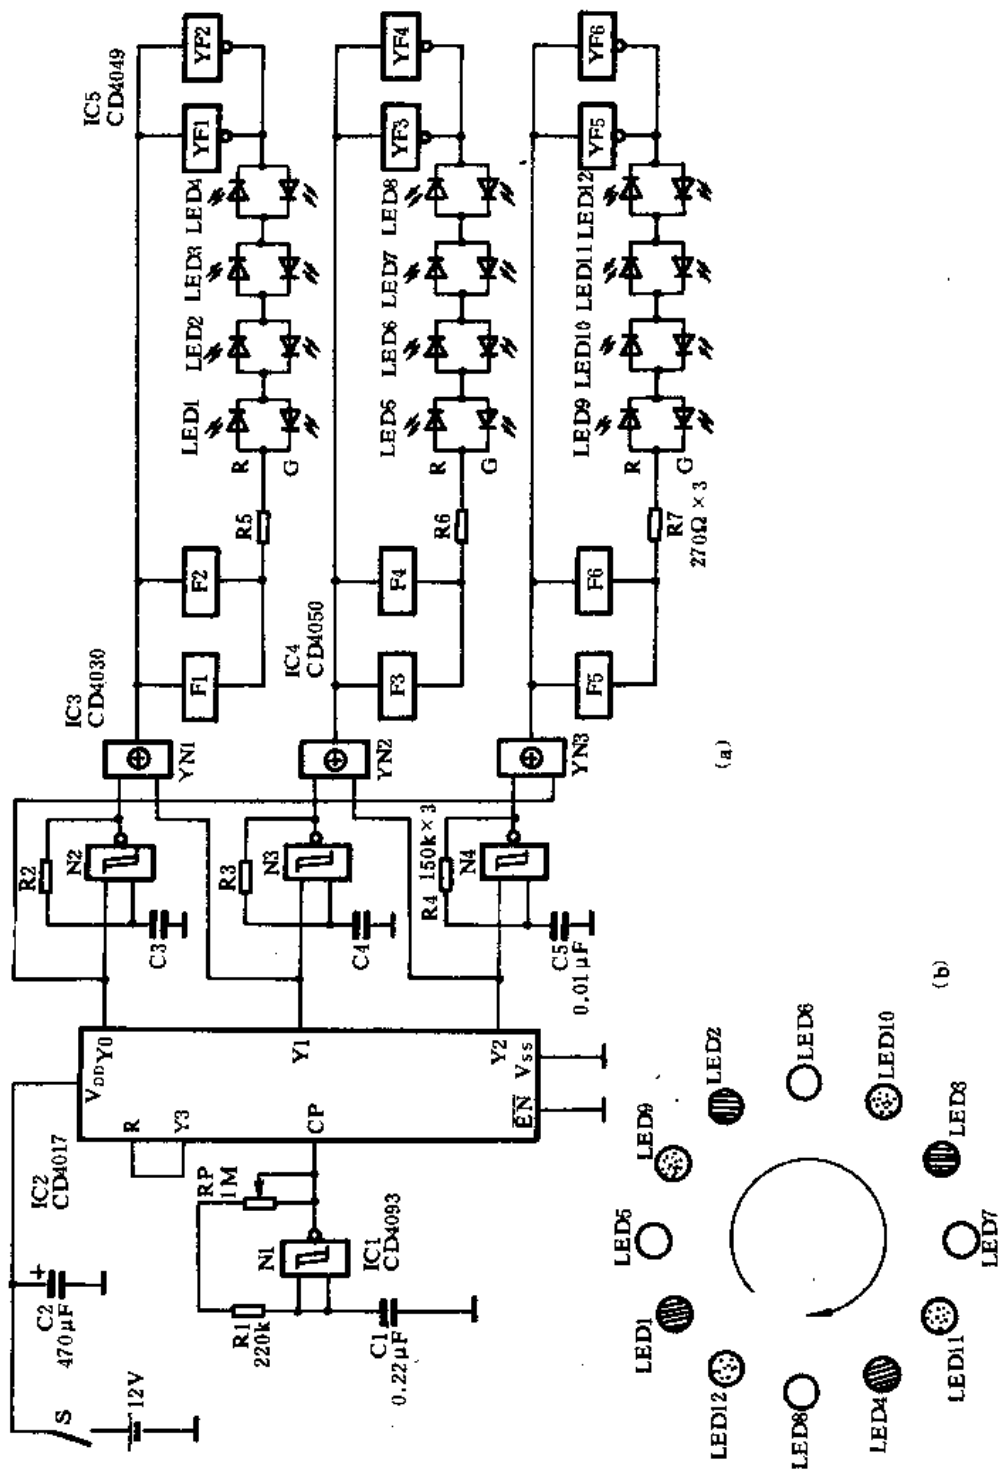 S
12V
C2
470μF
+
IC2
CD4017
R1
220k
RP
1M
N1
IC1
CD4093
C1
0.22μF
VDD
R
Y3
CP
EN
VSS
Y0
Y1
Y2
R2
N2
C3
R3
N3
C4
R4
150k×3
N4
C5
0.01μF
IC3
CD4030
YN1
YN2
YN3
IC4
CD4050
F1
F2
F3
F4
F5
F6
R5
R6
R7
270Ω×3
R
G
LED1
LED2
LED3
LED4
R
G
LED5
LED6
LED7
LED8
R
G
LED9
LED10
LED11
LED12
IC5
CD4049
YF1
YF2
YF3
YF4
YF5
YF6
(a)
LED1
LED5
LED9
LED2
LED6
LED10
LED3
LED7
LED11
LED4
LED8
LED12
(b)